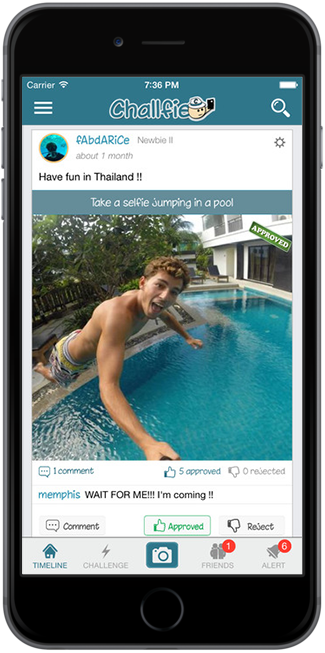 Carrier 7:36 PM
Challfie
fAbdARiCe Newbie II
about 1 month
Have fun in Thailand !!
Take a selfie jumping in a pool
APPROVED
1 comment 5 approved 0 rejected
memphis WAIT FOR ME!!! I'm coming !!
Comment Approved Reject
1 6
TIMELINE CHALLENGE FRIENDS ALERT